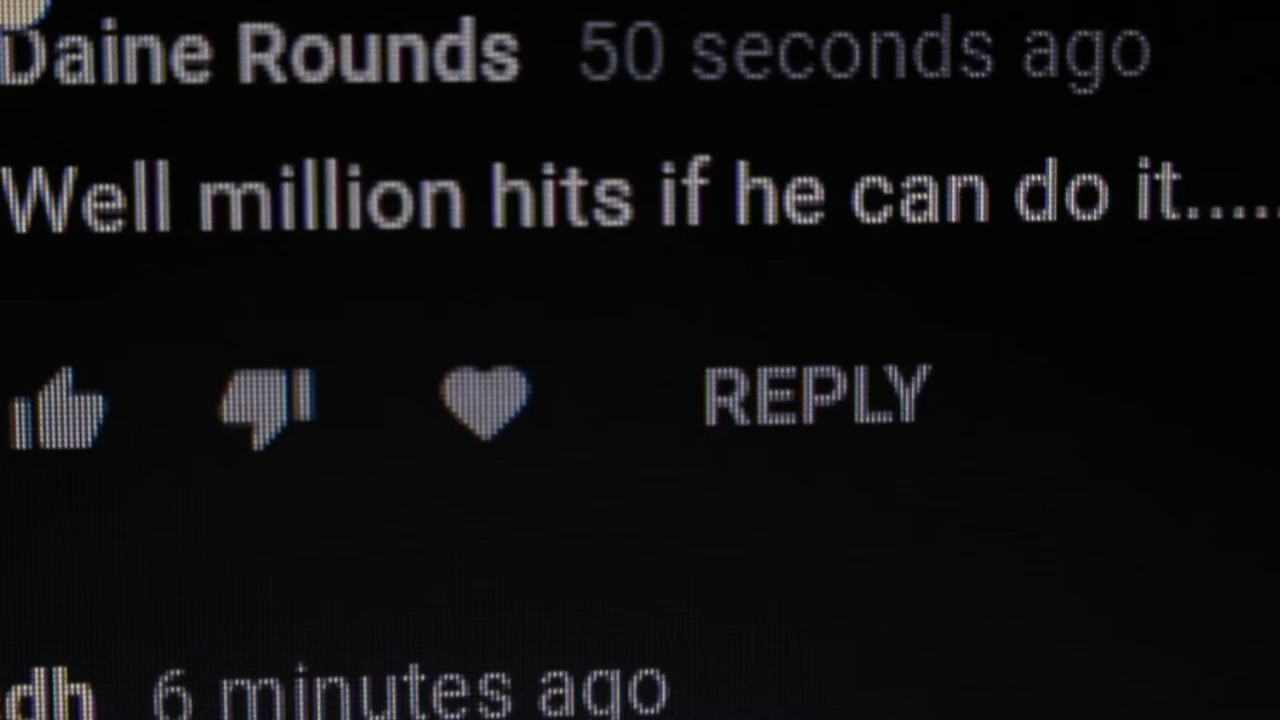 Daine Rounds 50 seconds ago
Well million hits if he can do it....
REPLY
dh 6 minutes ago